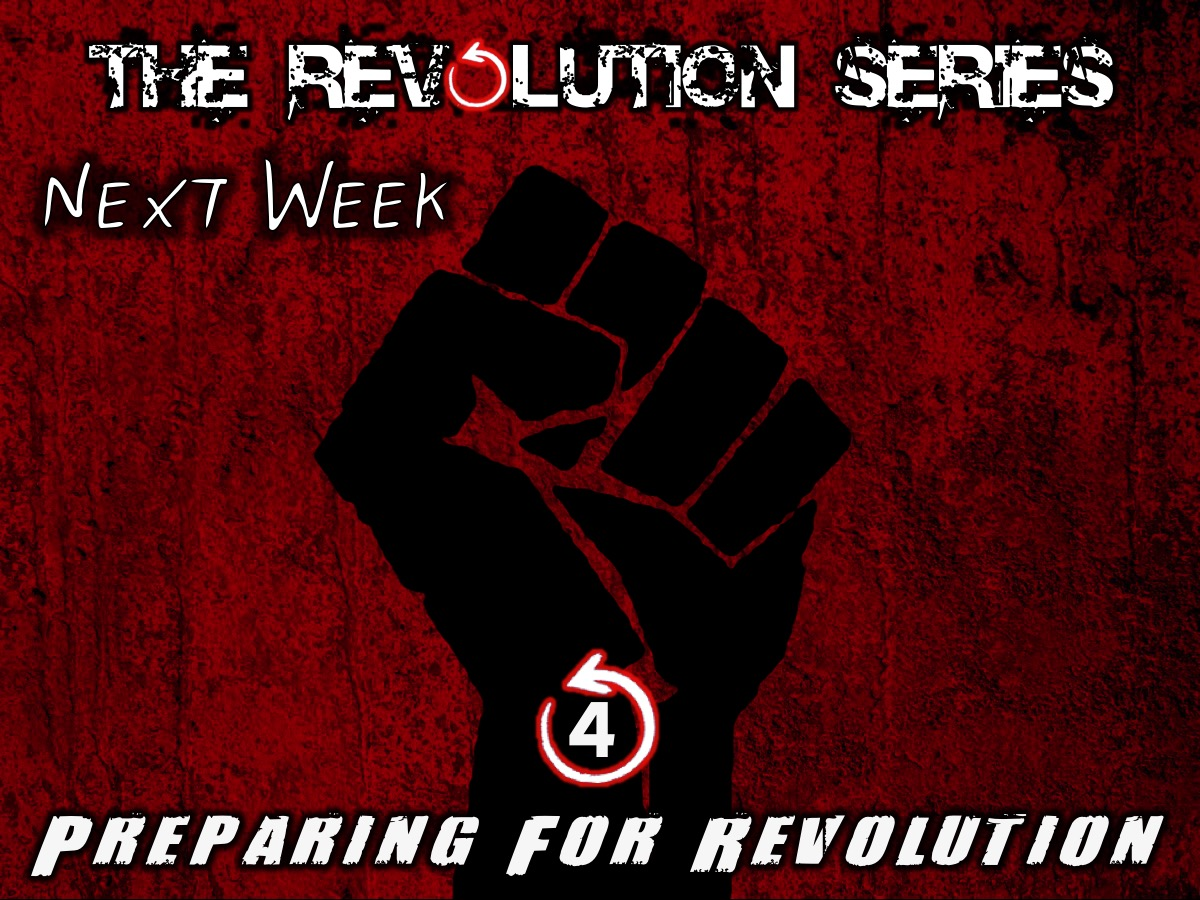 THE REVOLUTION SERIES
NEXT WEEK
4
PREPARING FOR REVOLUTION